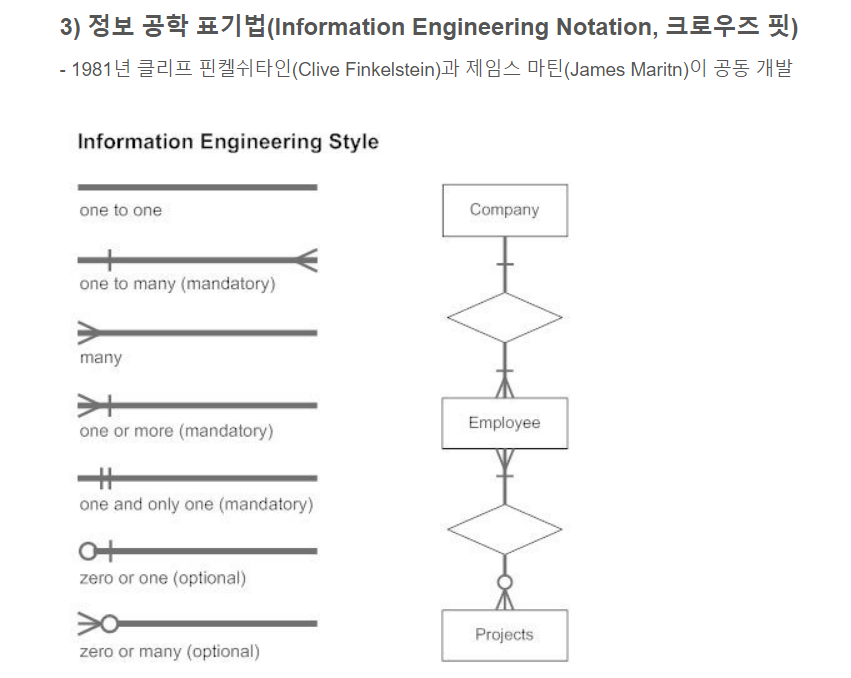 3) 정보 공학 표기법(Information Engineering Notation, 크로우즈 핏)
- 1981년 클리프 핀켈쉬타인(Clive Finkelstein)과 제임스 마틴(James Maritn)이 공동 개발
Information Engineering Style
one to one
one to many (mandatory)
many
one or more (mandatory)
one and only one (mandatory)
zero or one (optional)
zero or many (optional)
Company
Employee
Projects